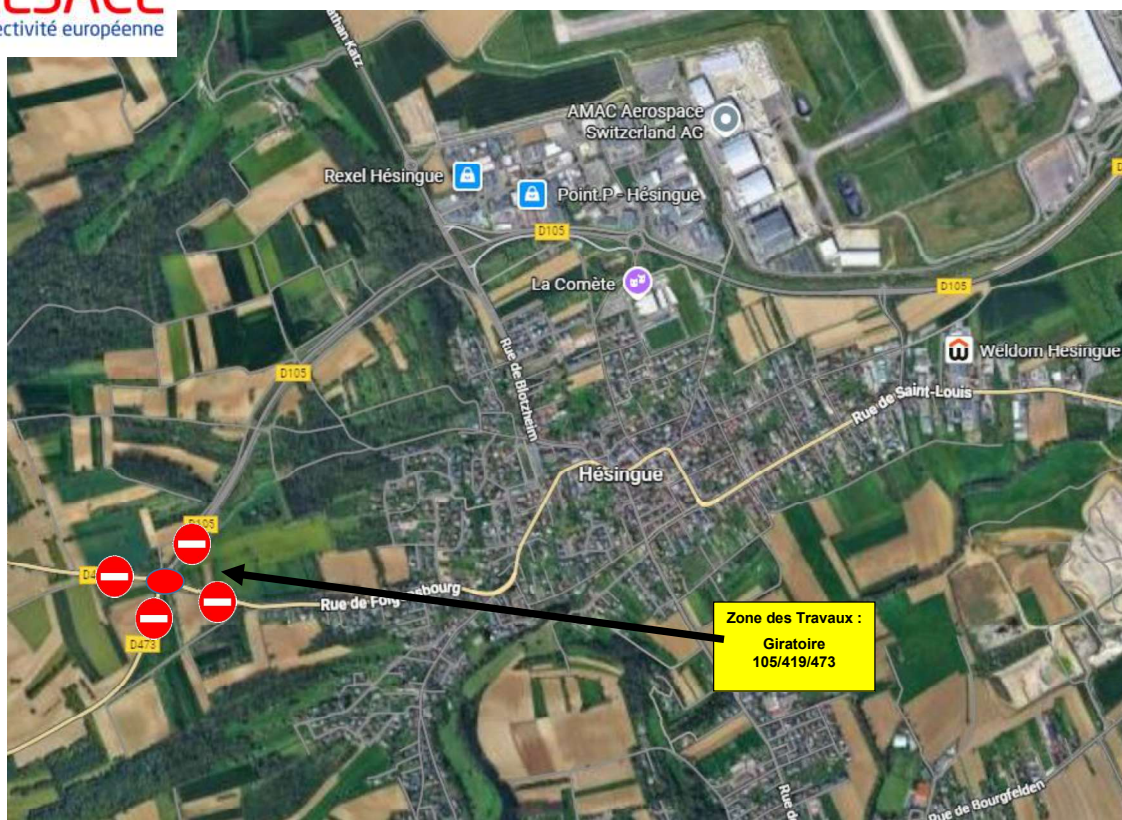 ectivité européenne
AMAC Aerospace
Switzerland AG
Rexel Hésingue
Point.P - Hésingue
D105
La Comète
D105
Weldom Hesingue
Rue de Blotzheim
D105
Rue de Saint-Louis
Hésingue
D105
D473
Zone des Travaux :
Giratoire
105/419/473
Rue de Bourgfelden